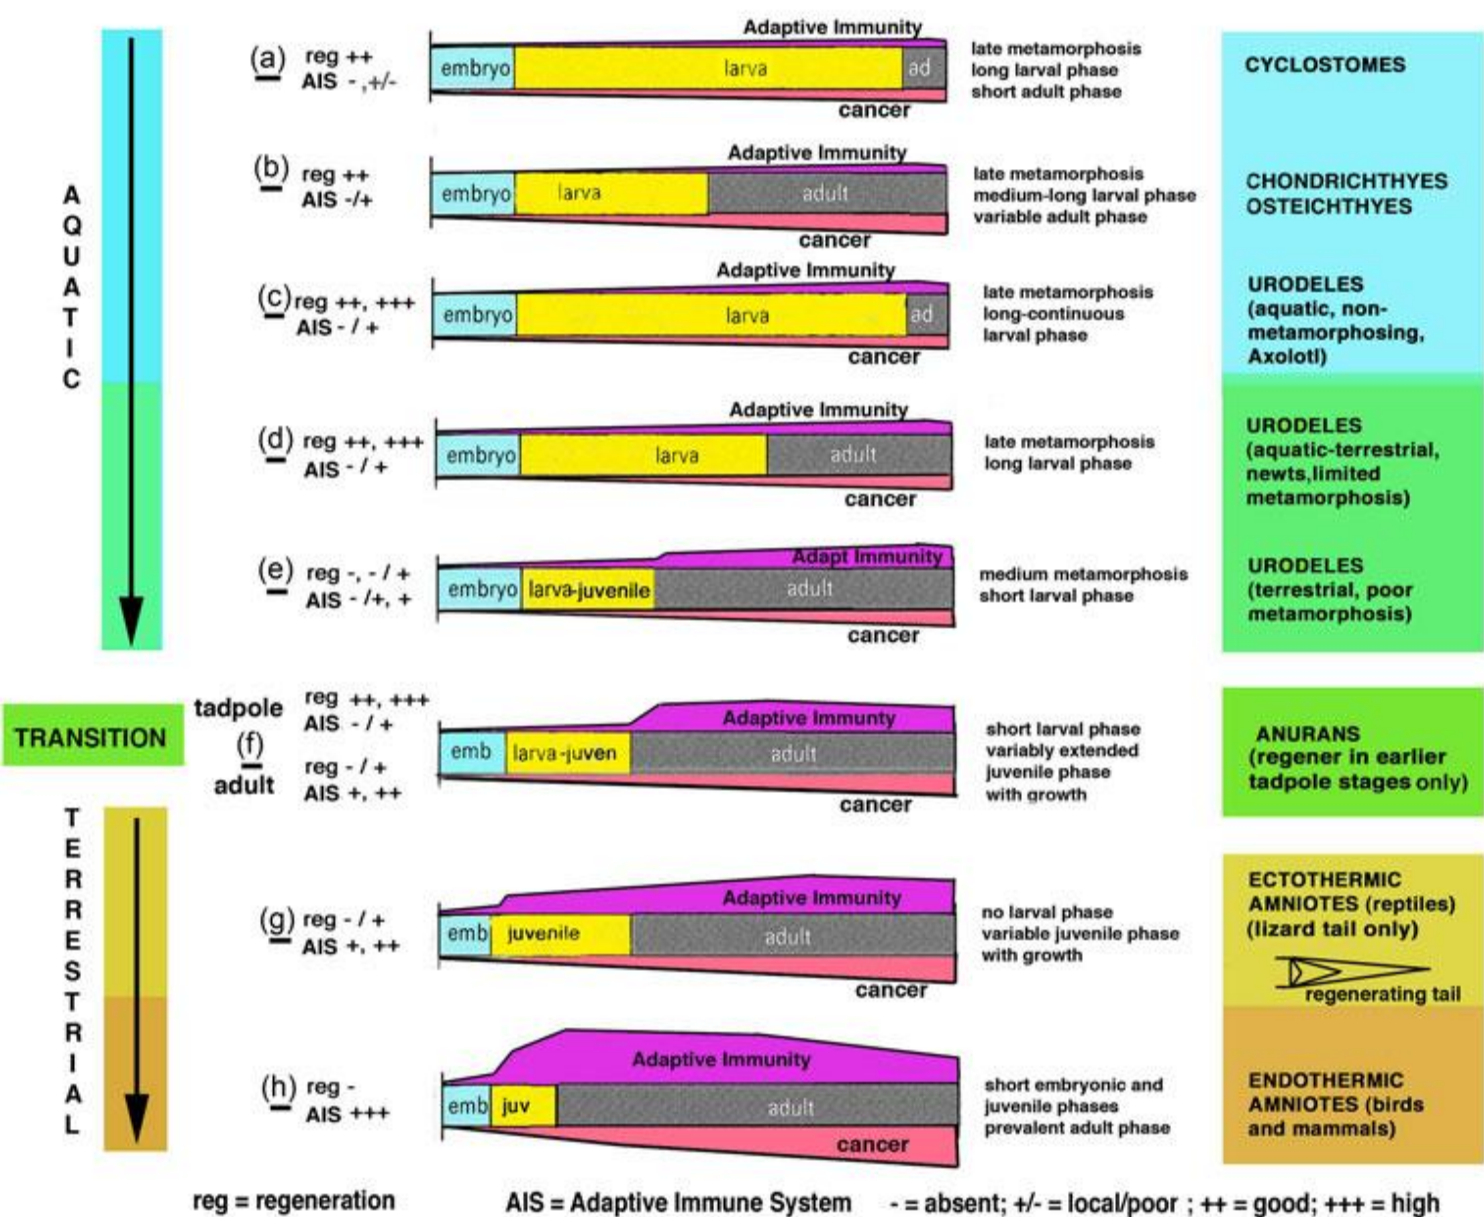 AQUATIC
(a) reg ++
AIS - ,+/-
Adaptive Immunity
embryo larva ad
cancer
late metamorphosis
long larval phase
short adult phase
CYCLOSTOMES
(b) reg ++
AIS -/+
Adaptive Immunity
embryo larva adult
cancer
late metamorphosis
medium-long larval phase
variable adult phase
CHONDRICHTHYES
OSTEICHTHYES
(c) reg ++, +++
AIS - / +
Adaptive Immunity
embryo larva ad
cancer
late metamorphosis
long-continuous
larval phase
URODELES
(aquatic, non-
metamorphosing,
Axolotl)
(d) reg ++, +++
AIS - / +
Adaptive Immunity
embryo larva adult
cancer
late metamorphosis
long larval phase
URODELES
(aquatic-terrestrial,
newts,limited
metamorphosis)
(e) reg -, - / +
AIS - /+, +
Adapt Immunity
embryo larva-juvenile adult
cancer
medium metamorphosis
short larval phase
URODELES
(terrestrial, poor
metamorphosis)
TRANSITION
tadpole
(f)
adult
reg ++, +++
AIS - / +
reg - / +
AIS +, ++
Adaptive Immunty
emb larva-juven adult
cancer
short larval phase
variably extended
juvenile phase
with growth
ANURANS
(regener in earlier
tadpole stages only)
TERRESTRIAL
(g) reg - / +
AIS +, ++
Adaptive Immunity
emb juvenile adult
cancer
no larval phase
variable juvenile phase
with growth
ECTOTHERMIC
AMNIOTES (reptiles)
(lizard tail only)
regenerating tail
(h) reg -
AIS +++
Adaptive Immunity
emb juv adult
cancer
short embryonic and
juvenile phases
prevalent adult phase
ENDOTHERMIC
AMNIOTES (birds
and mammals)
reg = regeneration AIS = Adaptive Immune System - = absent; +/- = local/poor ; ++ = good; +++ = high